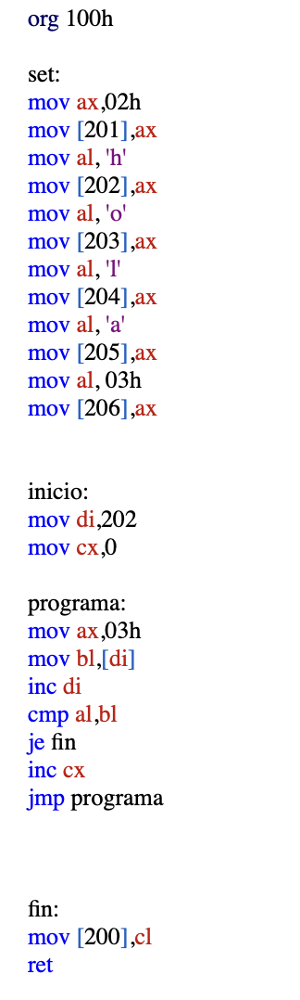 org 100h
set:
mov ax,02h
mov [201],ax
mov al, 'h'
mov [202],ax
mov al, 'o'
mov [203],ax
mov al, 'l'
mov [204],ax
mov al, 'a'
mov [205],ax
mov al, 03h
mov [206],ax
inicio:
mov di,202
mov cx,0
programa:
mov ax,03h
mov bl,[di]
inc di
cmp al,bl
je fin
inc cx
jmp programa
fin:
mov [200],cl
ret